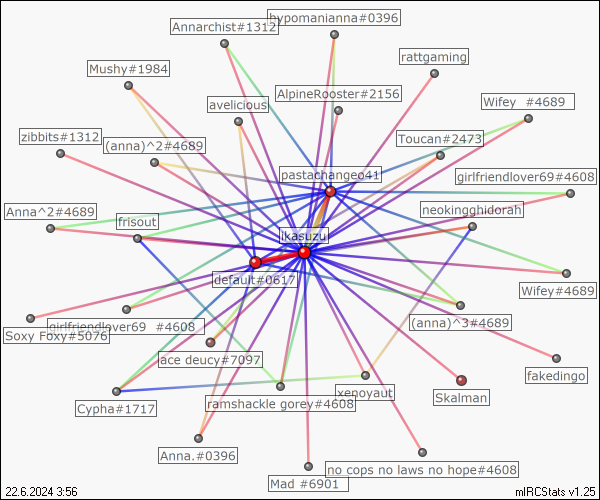 hypomanianna#0396
Annarchist#1312
rattgaming
Mushy#1984
AlpineRooster#2156
avelicious
Wifey  #4689
zibbits#1312
(anna)^2#4689
Toucan#2473
pastachangeo41
girlfriendlover69#4608
Anna^2#4689
frisout
neokingghidorah
ikasuzu
default#0617
Wifey#4689
girlfriendlover69  #4608
Soxy Foxy#5076
(anna)^3#4689
ace deucy#7097
fakedingo
Cypha#1717
ramshackle gorey#4608
xenoyaut
Skalman
Anna.#0396
Mad #6901
no cops no laws no hope#4608
22.6.2024 3:56
mIRCStats v1.25